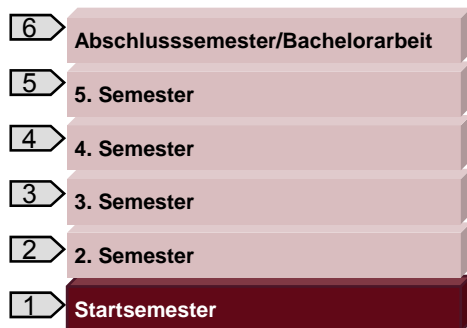 6
Abschlusssemester/Bachelorarbeit
5
5. Semester
4
4. Semester
3
3. Semester
2
2. Semester
1
Startsemester